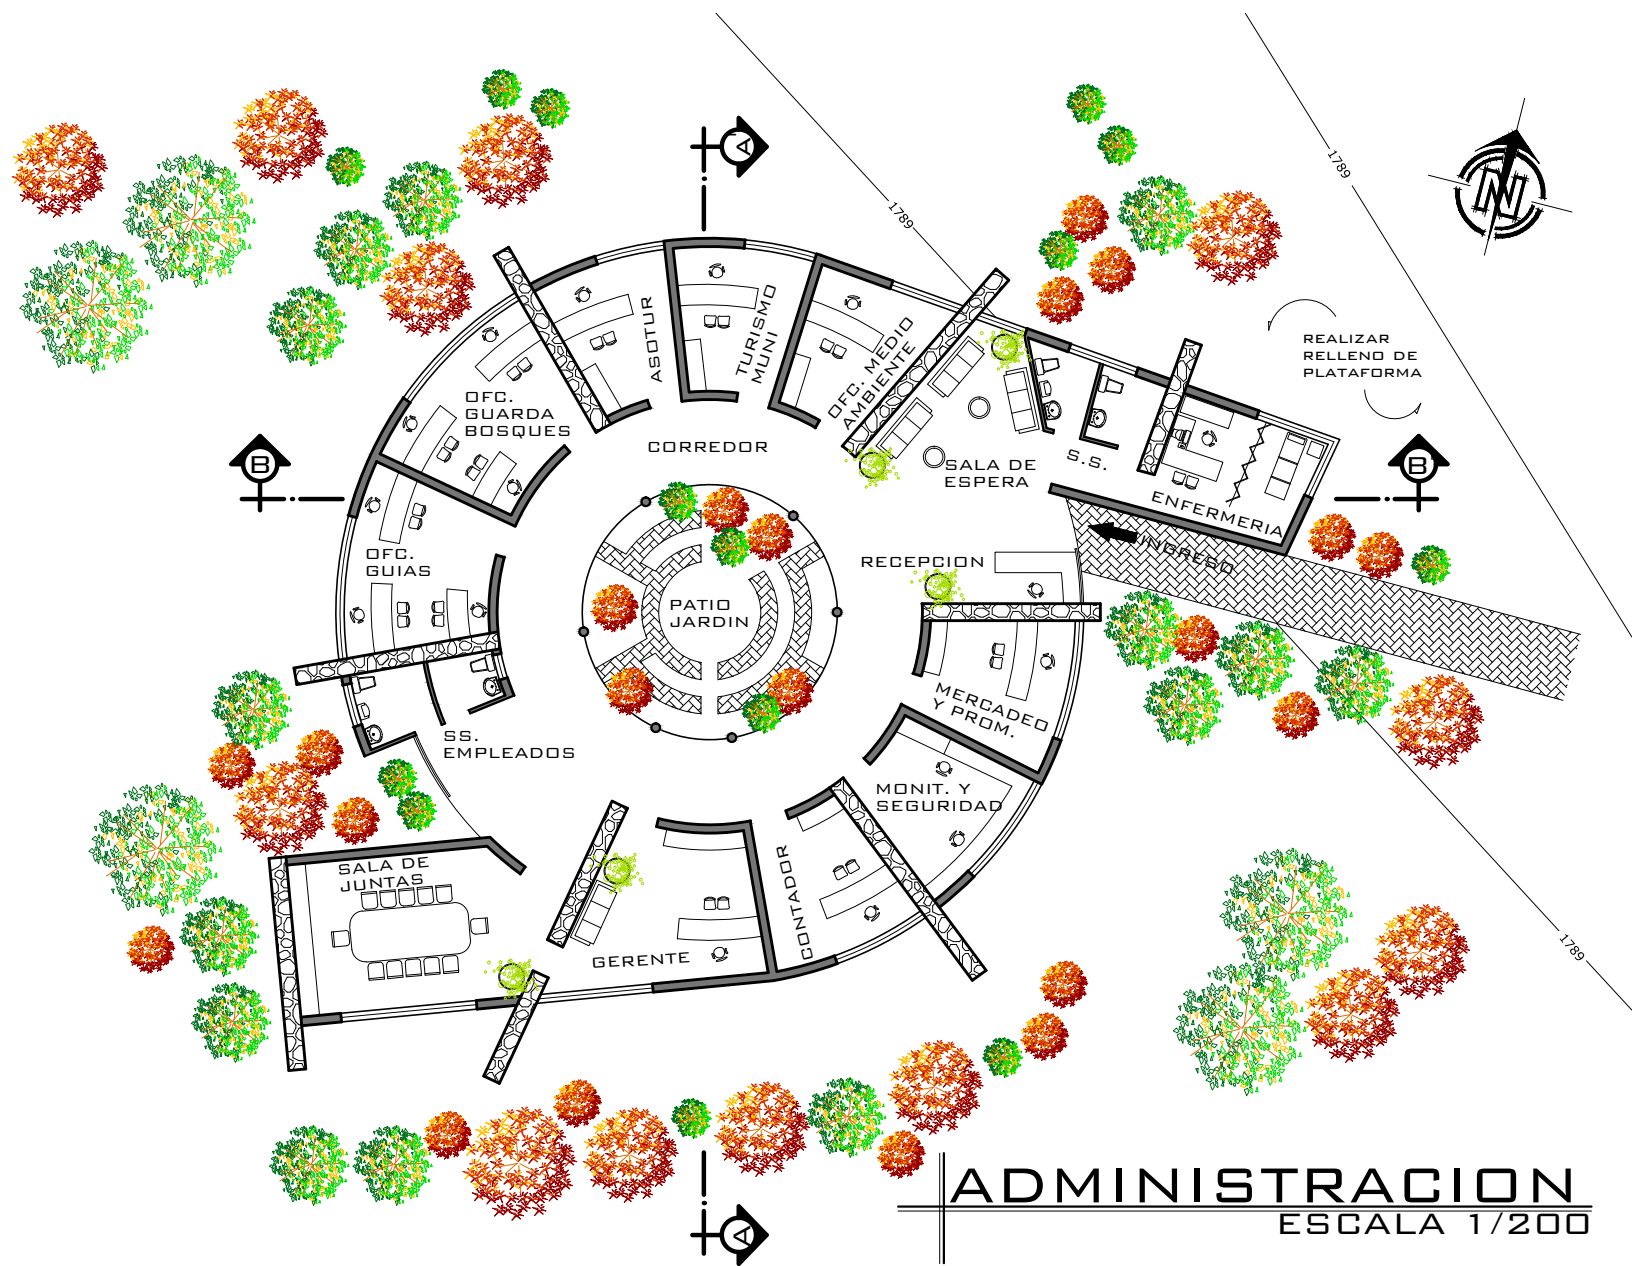 A'
N
1789
1789
REALIZAR
RELLENO DE
PLATAFORMA
ASOTUR
TURISMO
MUNI
OFC. MEDIO
AMBIENTE
OFC.
GUARDA
BOSQUES
CORREDOR
SALA DE
ESPERA
S.S.
ENFERMERIA
B
B'
INGRESO
OFC.
GUIAS
RECEPCION
PATIO
JARDIN
MERCADEO
Y PROM.
SS.
EMPLEADOS
MONIT. Y
SEGURIDAD
SALA DE
JUNTAS
CONTADOR
GERENTE
1789
A
ADMINISTRACION
ESCALA 1/200